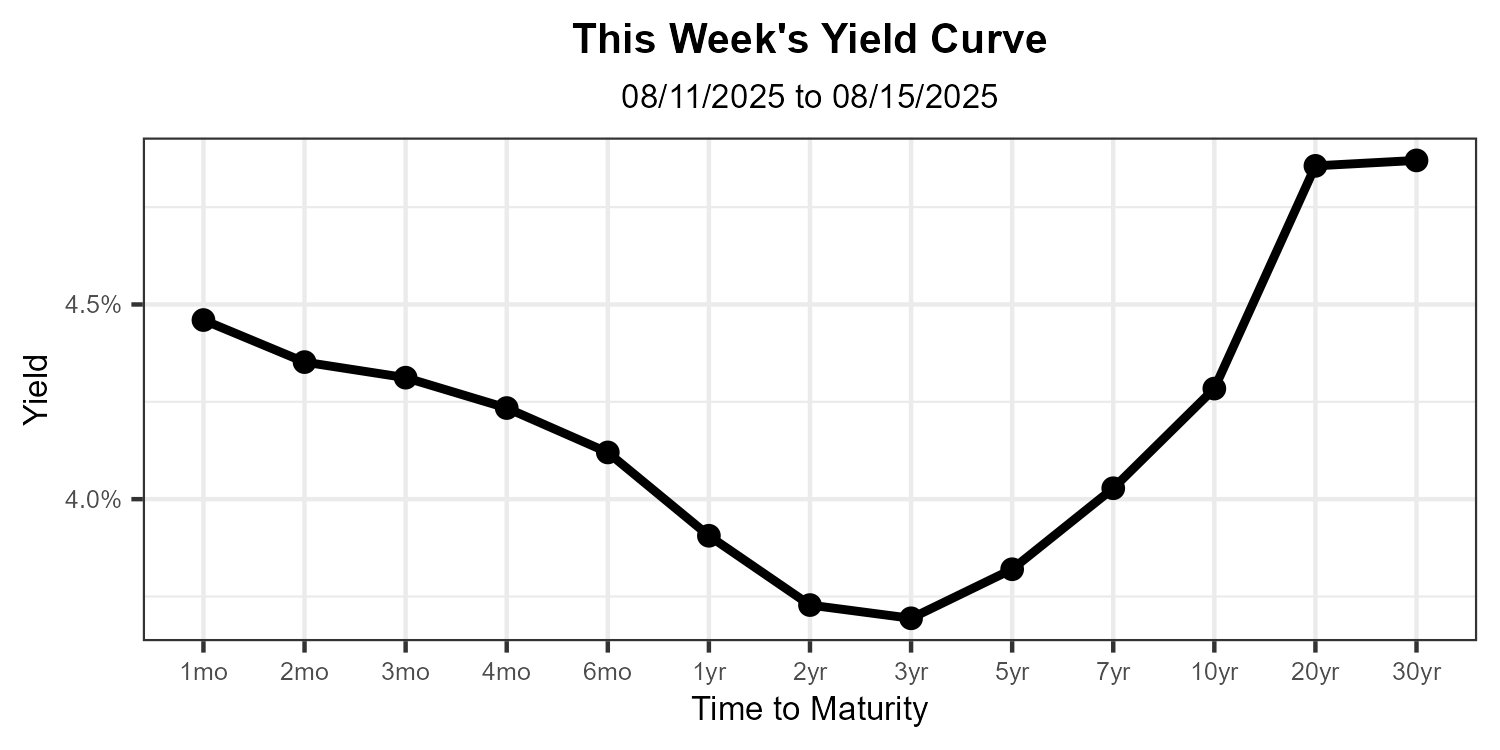 This Week's Yield Curve
08/11/2025 to 08/15/2025
Yield
4.5%
4.0%
1mo 2mo 3mo 4mo 6mo 1yr 2yr 3yr 5yr 7yr 10yr 20yr 30yr
Time to Maturity